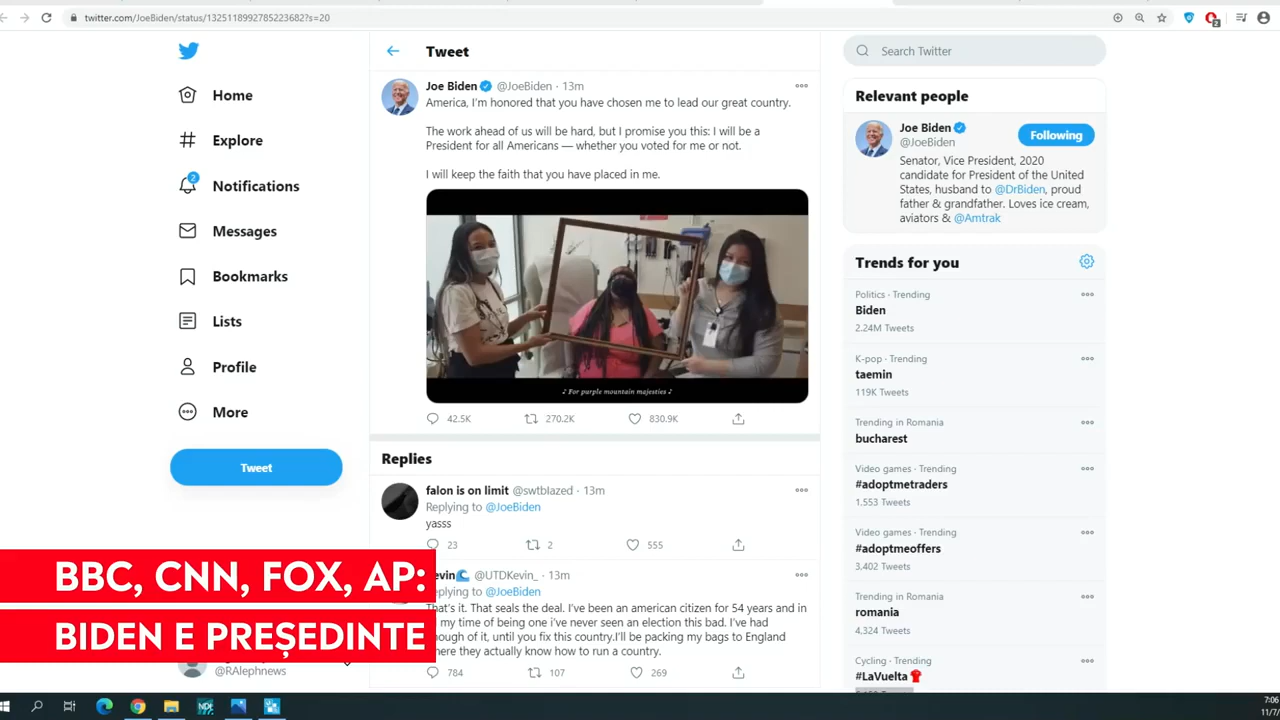 twitter.com/JoeBiden/status/1325118992785223682?s=20
2
Home
Explore
2
Notifications
Messages
Bookmarks
Lists
Profile
More
Tweet
@RAlephnews
Tweet
Joe Biden @JoeBiden · 13m
America, I'm honored that you have chosen me to lead our great country.
The work ahead of us will be hard, but I promise you this: I will be a
President for all Americans — whether you voted for me or not.
I will keep the faith that you have placed in me.
♪ For purple mountain majesties ♪
42.5K 270.2K 830.9K
Replies
falon is on limit @swtblazed · 13m
Replying to @JoeBiden
yasss
23 2 555
evin @UTDKevin_ · 13m
eplying to @JoeBiden
That's it. That seals the deal. I've been an american citizen for 54 years and in
my time of being one i've never seen an election this bad. I've had
nough of it, until you fix this country.I'll be packing my bags to England
here they actually know how to run a country.
784 107 269
Search Twitter
Relevant people
Joe Biden
@JoeBiden
Following
Senator, Vice President, 2020
candidate for President of the United
States, husband to @DrBiden, proud
father & grandfather. Loves ice cream,
aviators & @Amtrak
Trends for you
Politics · Trending
Biden
2.24M Tweets
K-pop · Trending
taemin
119K Tweets
Trending in Romania
bucharest
Video games · Trending
#adoptmetraders
1,553 Tweets
Video games · Trending
#adoptmeoffers
3,402 Tweets
Trending in Romania
romania
4,324 Tweets
Cycling · Trending
#LaVuelta
BBC, CNN, FOX, AP:
BIDEN E PREȘEDINTE
7:06
11/7/